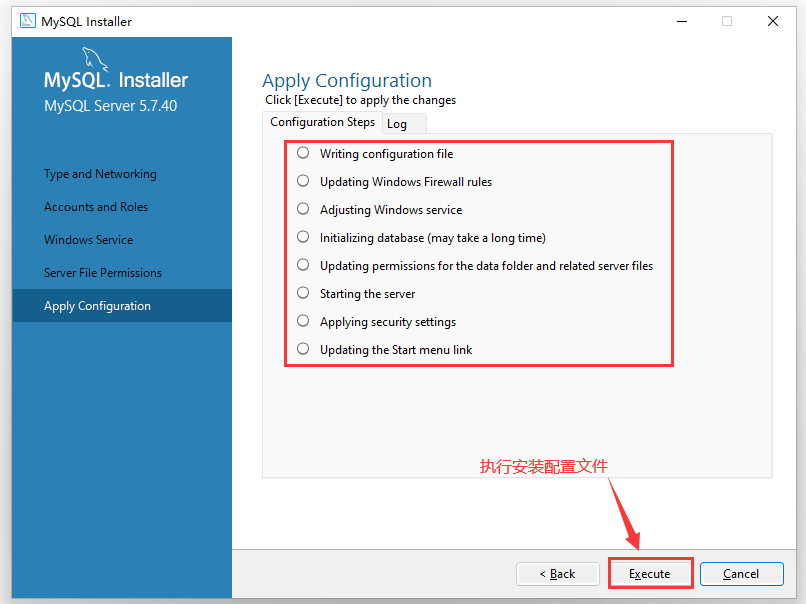 MySQL Installer
MySQL. Installer
MySQL Server 5.7.40
Type and Networking
Accounts and Roles
Windows Service
Server File Permissions
Apply Configuration
Apply Configuration
Click [Execute] to apply the changes
Configuration Steps Log
Writing configuration file
Updating Windows Firewall rules
Adjusting Windows service
Initializing database (may take a long time)
Updating permissions for the data folder and related server files
Starting the server
Applying security settings
Updating the Start menu link
执行安装配置文件
< Back Execute Cancel